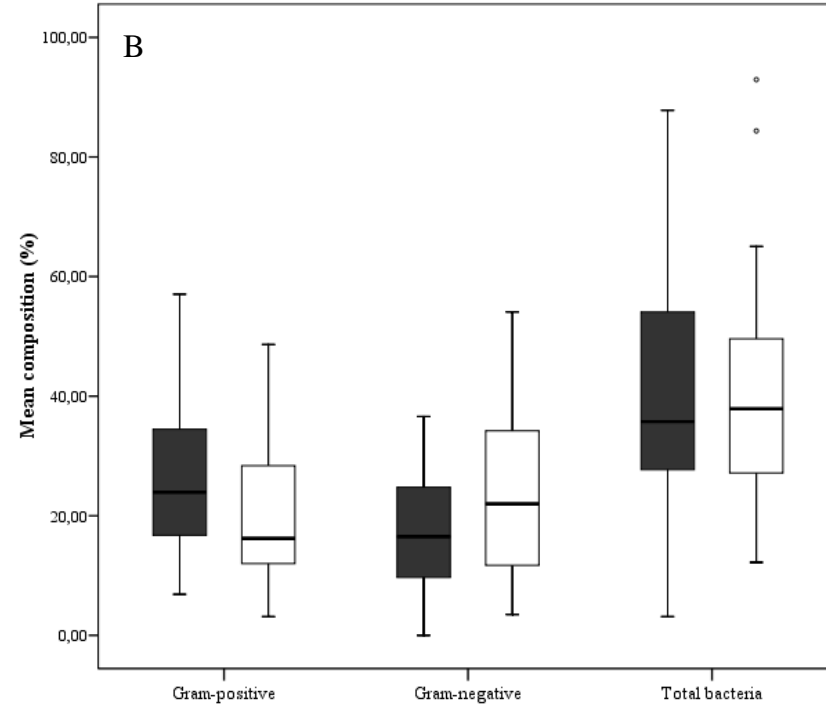 B
100,00
80,00
60,00
40,00
20,00
0,00
Mean composition (%)
Gram-positive
Gram-negative
Total bacteria